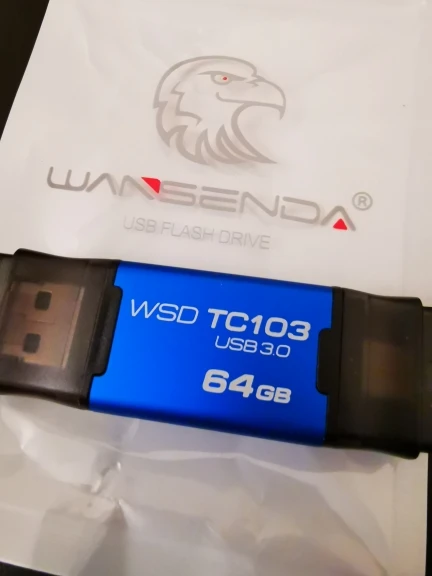 WANSENDA®
USB FLASH DRIVE
WSD TC103
USB 3.0
64GB